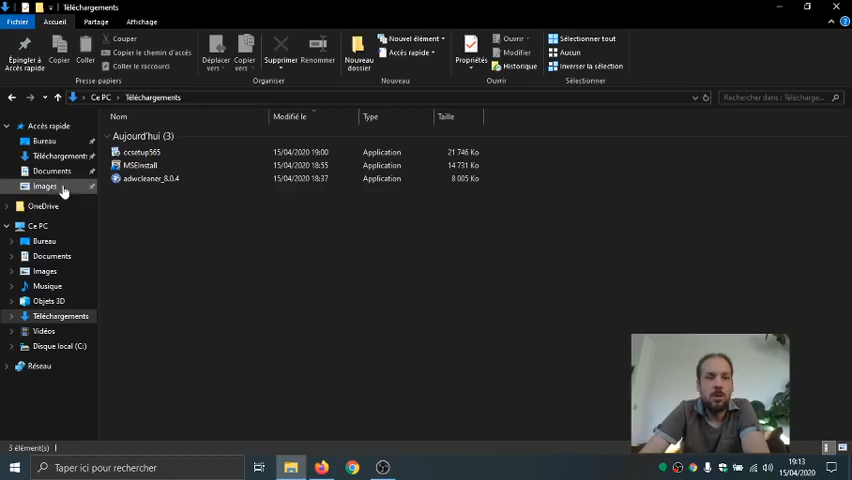 Téléchargements
Fichier Accueil Partage Affichage
Épingler à Accès rapide
Copier
Coller
Couper
Copier le chemin d'accès
Coller le raccourci
Déplacer vers
Copier vers
Supprimer
Renommer
Nouveau dossier
Nouvel élément
Accès rapide
Propriétés
Ouvrir
Modifier
Historique
Sélectionner tout
Aucun
Inverser la sélection
Presse-papiers Organiser Nouveau Ouvrir Sélectionner
Ce PC > Téléchargements
Rechercher dans : Télécharge...
Nom Modifié le Type Taille
Aujourd'hui (3)
ccsetup565 15/04/2020 19:00 Application 21 746 Ko
MSEInstall 15/04/2020 18:55 Application 14 731 Ko
adwcleaner_8.0.4 15/04/2020 18:37 Application 8 005 Ko
Accès rapide
Bureau
Téléchargement:
Documents
Images
OneDrive
Ce PC
Bureau
Documents
Images
Musique
Objets 3D
Téléchargements
Vidéos
Disque local (C:)
Réseau
3 élément(s)
Taper ici pour rechercher
19:13
15/04/2020